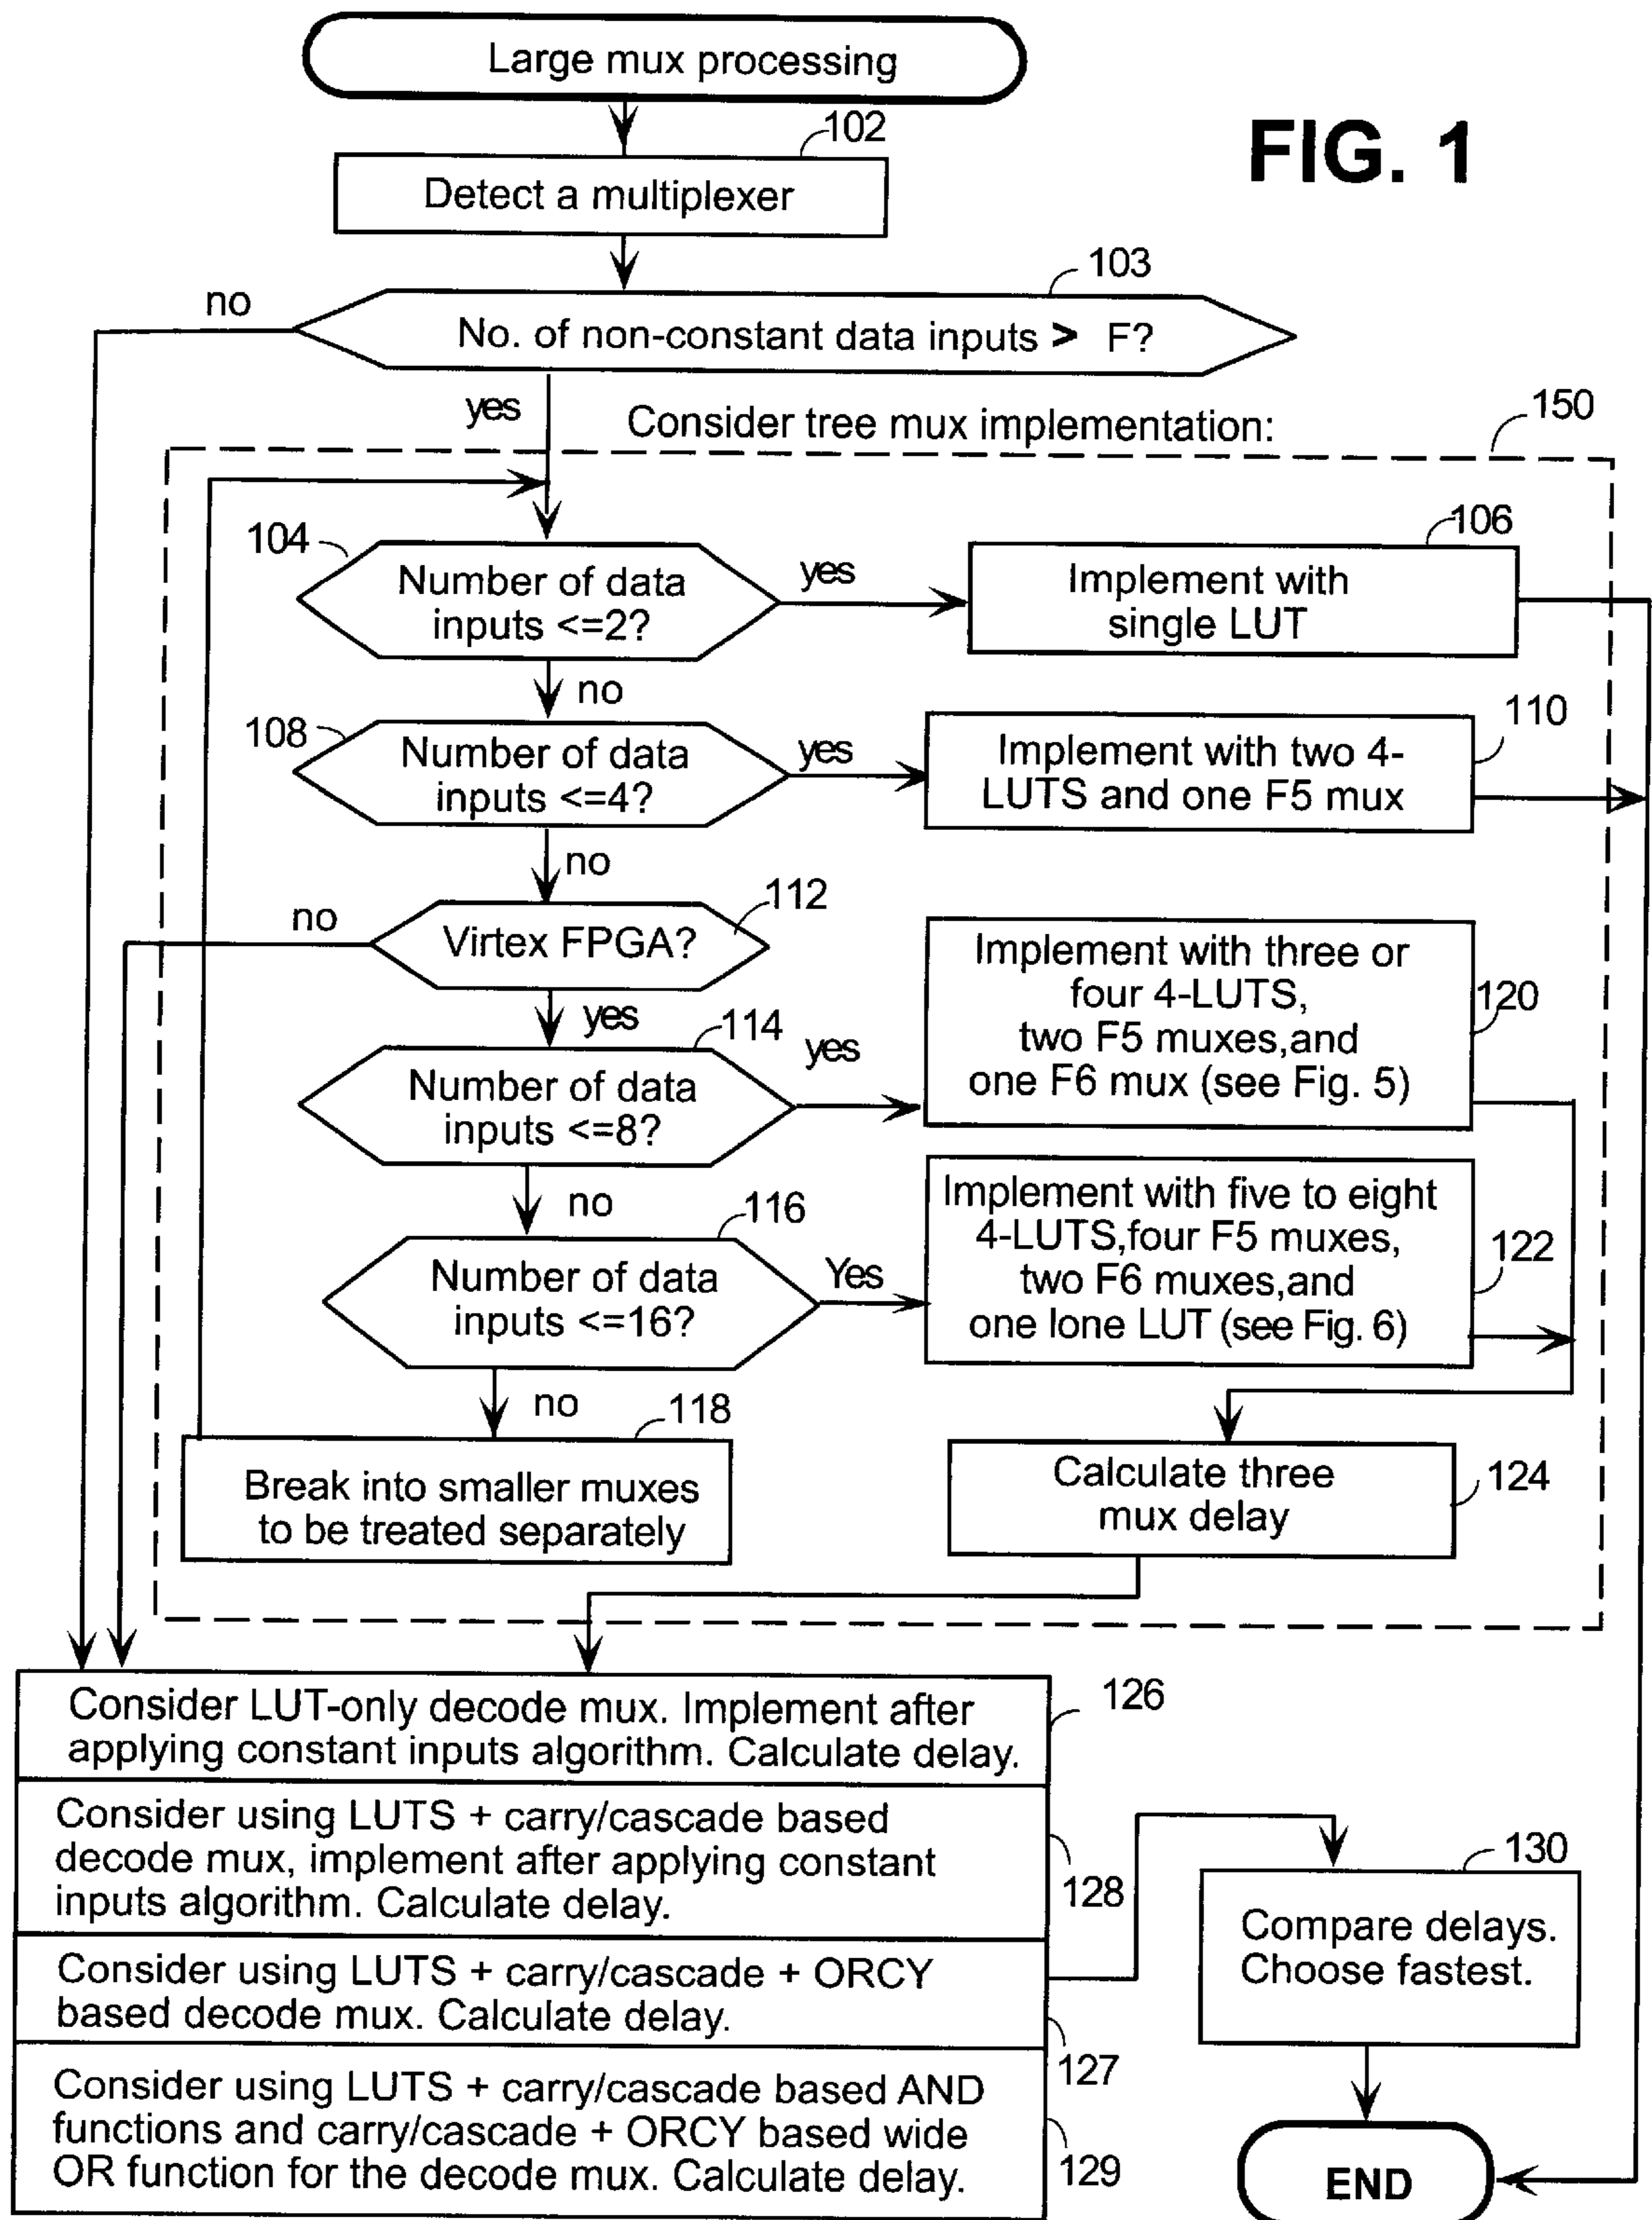 Large mux processing
FIG. 1
102
Detect a multiplexer
103
no
No. of non-constant data inputs > F?
yes
Consider tree mux implementation:
150
104
Number of data
inputs <=2?
yes
106
Implement with
single LUT
no
108
Number of data
inputs <=4?
yes
110
Implement with two 4-
LUTS and one F5 mux
no
112
no
Virtex FPGA?
yes
120
Implement with three or
four 4-LUTS,
two F5 muxes,and
one F6 mux (see Fig. 5)
114
Number of data
inputs <=8?
yes
no
116
Number of data
inputs <=16?
Yes
122
Implement with five to eight
4-LUTS,four F5 muxes,
two F6 muxes,and
one lone LUT (see Fig. 6)
no
118
Break into smaller muxes
to be treated separately
Calculate three
mux delay
124
Consider LUT-only decode mux. Implement after
applying constant inputs algorithm. Calculate delay.
126
Consider using LUTS + carry/cascade based
decode mux, implement after applying constant
inputs algorithm. Calculate delay.
128
Consider using LUTS + carry/cascade + ORCY
based decode mux. Calculate delay.
127
Consider using LUTS + carry/cascade based AND
functions and carry/cascade + ORCY based wide
OR function for the decode mux. Calculate delay.
129
130
Compare delays.
Choose fastest.
END